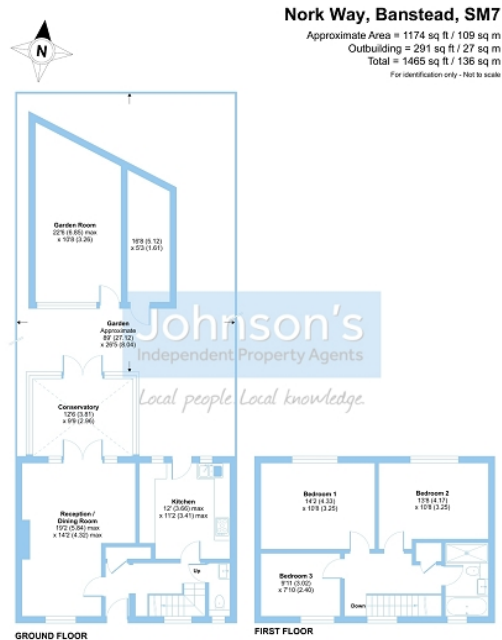 Nork Way, Banstead, SM7
Approximate Area = 1174 sq ft / 109 sq m
Outbuilding = 291 sq ft / 27 sq m
Total = 1465 sq ft / 136 sq m
For identification only - Not to scale
N
Garden Room
22'6 (6.85) max
x 10'8 (3.26)
16'8 (5.12)
x 5'3 (1.61)
Garden
Approximate
89' (27.12)
x 26'5 (8.04)
Johnson's
Independent Property Agents
Local people. Local knowledge.
Conservatory
12'6 (3.81)
x 9'9 (2.96)
Reception /
Dining Room
19'2 (5.84) max
x 14'2 (4.32) max
Kitchen
12' (3.66) max
x 11'2 (3.41) max
Up
Bedroom 1
14'2 (4.33)
x 10'8 (3.25)
Bedroom 2
13'8 (4.17)
x 10'8 (3.25)
Bedroom 3
9'11 (3.02)
x 7'10 (2.40)
Down
GROUND FLOOR
FIRST FLOOR